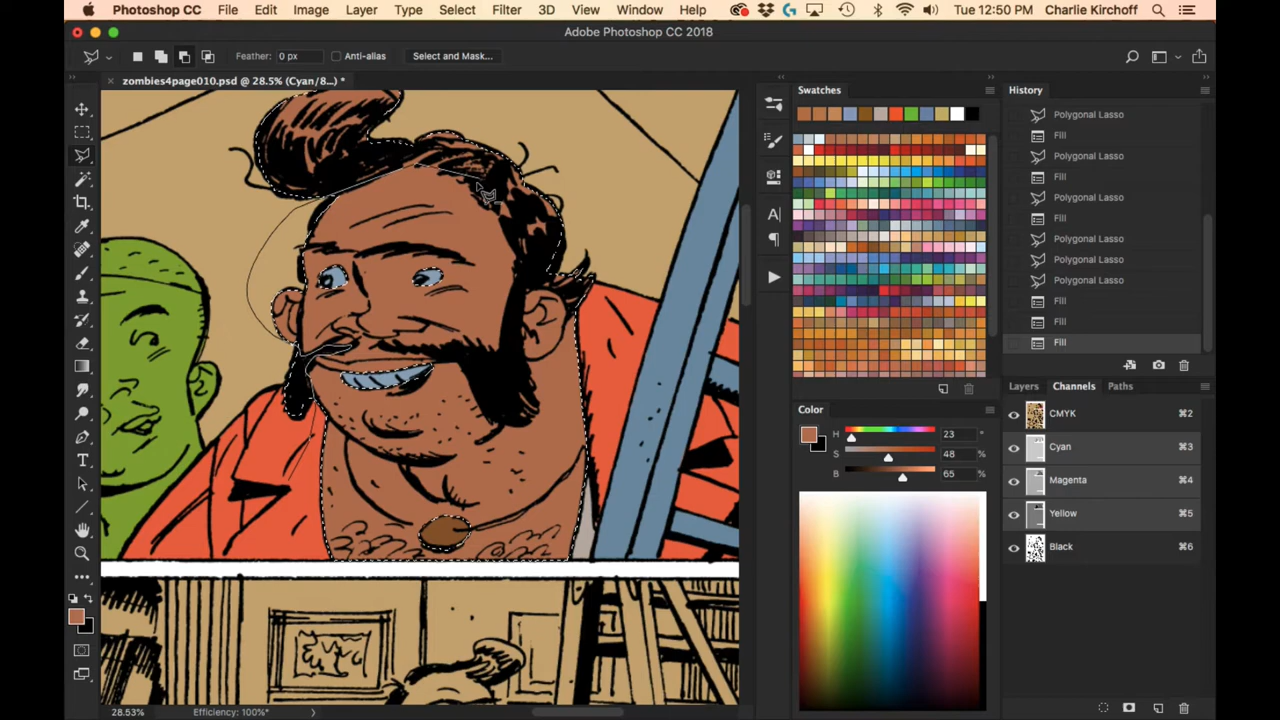 Photoshop CC File Edit Image Layer Type Select Filter 3D View Window Help Tue 12:50 PM Charlie Kirchoff
Adobe Photoshop CC 2018
Feather: 0 px Anti-alias Select and Mask...
zombies4page010.psd @ 28.5% (Cyan/8...) *
Swatches
History
Polygonal Lasso
Fill
Polygonal Lasso
Fill
Polygonal Lasso
Fill
Polygonal Lasso
Polygonal Lasso
Polygonal Lasso
Fill
Fill
Fill
Layers Channels Paths
CMYK ⌘2
Cyan ⌘3
Magenta ⌘4
Yellow ⌘5
Black ⌘6
Color
H 23 °
S 48 %
B 65 %
28.53% Efficiency: 100%*